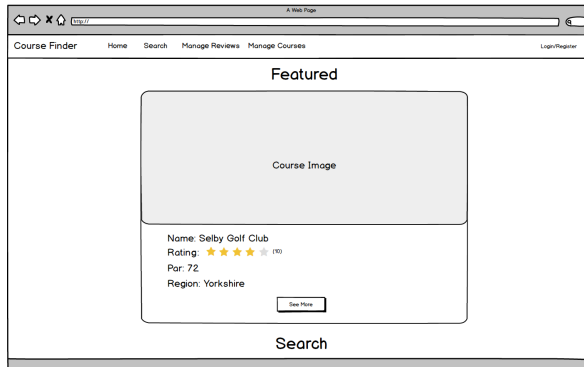 A Web Page
http://
Course Finder Home Search Manage Reviews Manage Courses Login/Register
Featured
Course Image
Name: Selby Golf Club
Rating: (10)
Par: 72
Region: Yorkshire
See More
Search